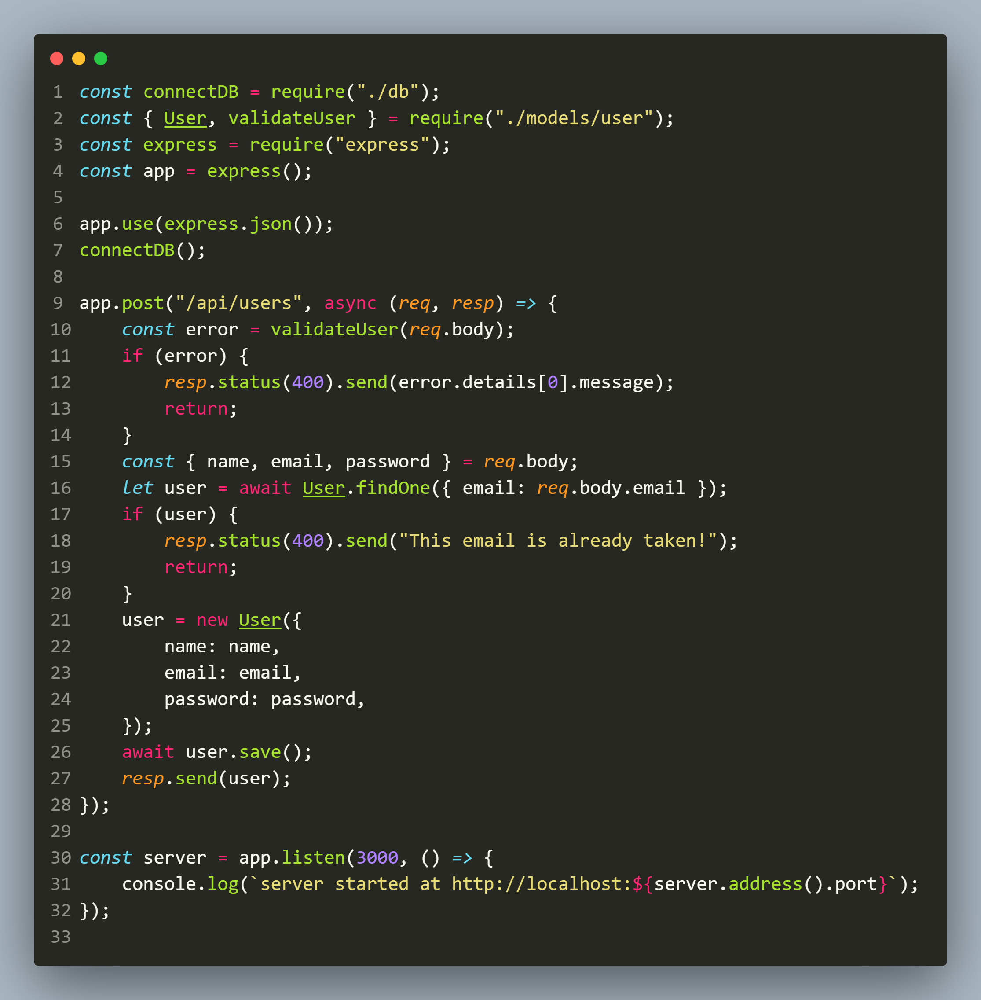 1 const connectDB = require("./db");
2 const { User, validateUser } = require("./models/user");
3 const express = require("express");
4 const app = express();
5
6 app.use(express.json());
7 connectDB();
8
9 app.post("/api/users", async (req, resp) => {
10     const error = validateUser(req.body);
11     if (error) {
12         resp.status(400).send(error.details[0].message);
13         return;
14     }
15     const { name, email, password } = req.body;
16     let user = await User.findOne({ email: req.body.email });
17     if (user) {
18         resp.status(400).send("This email is already taken!");
19         return;
20     }
21     user = new User({
22         name: name,
23         email: email,
24         password: password,
25     });
26     await user.save();
27     resp.send(user);
28 });
29
30 const server = app.listen(3000, () => {
31     console.log(`server started at http://localhost:${server.address().port}`);
32 });
33